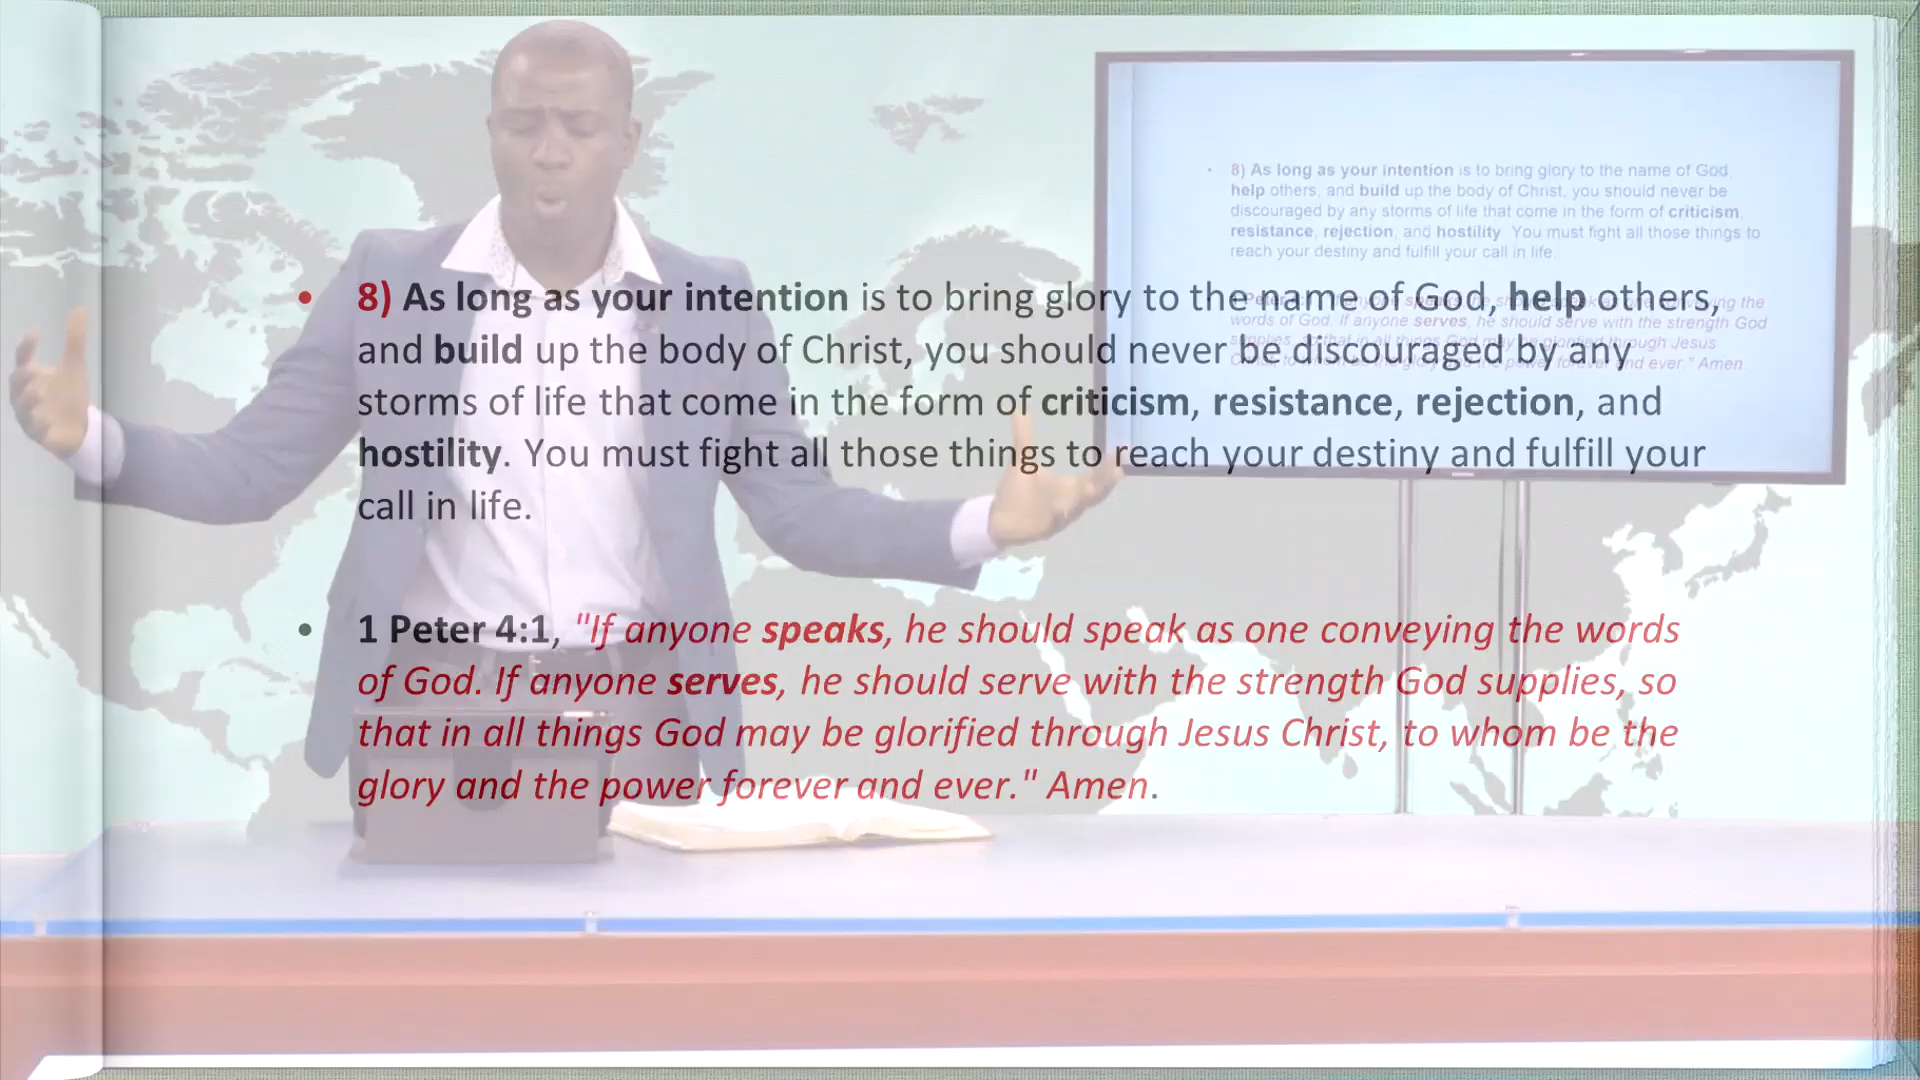 8) As long as your intention is to bring glory to the name of God,
help others, and build up the body of Christ, you should never be
discouraged by any storms of life that come in the form of criticism,
resistance, rejection, and hostility You must fight all those things to
reach your destiny and fulfill your call in life.
• 8) As long as your intention is to bring glory to the name of God, help others,
and build up the body of Christ, you should never be discouraged by any
storms of life that come in the form of criticism, resistance, rejection, and
hostility. You must fight all those things to reach your destiny and fulfill your
call in life.
• 1 Peter 4:1, "If anyone speaks, he should speak as one conveying the words
of God. If anyone serves, he should serve with the strength God supplies, so
that in all things God may be glorified through Jesus Christ, to whom be the
glory and the power forever and ever." Amen.